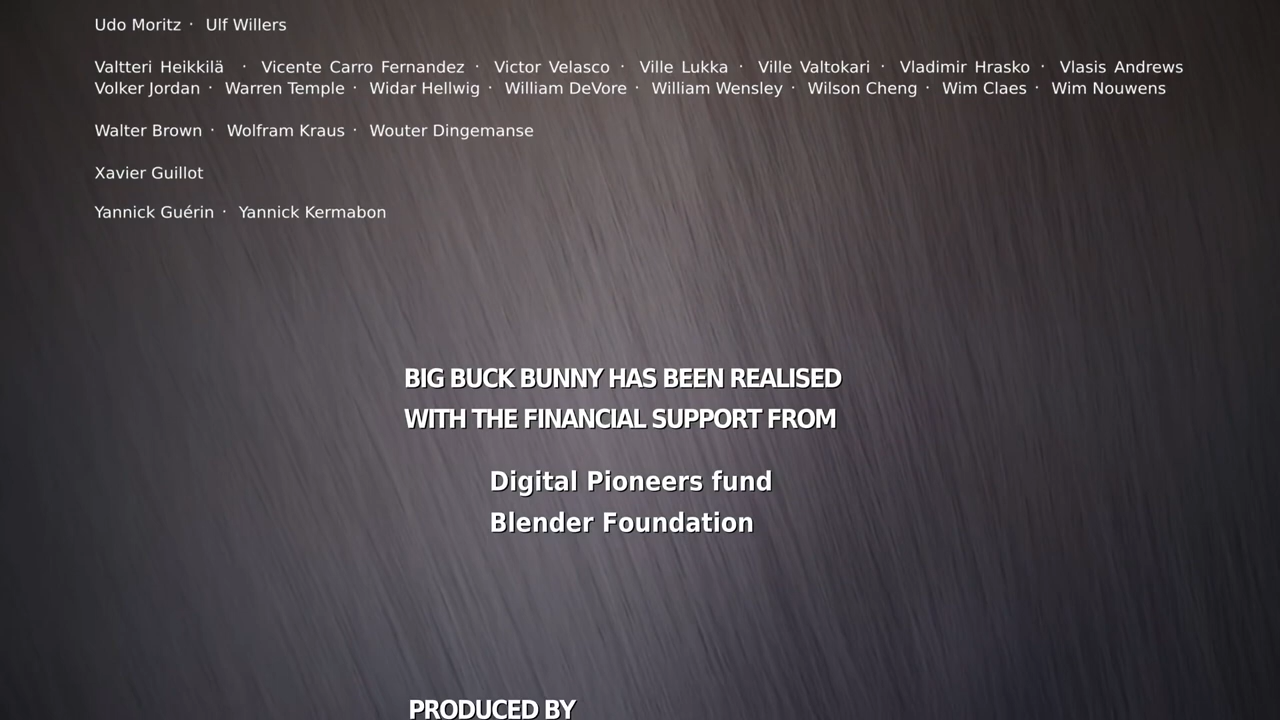 Udo Moritz · Ulf Willers
Valtteri Heikkilä · Vicente Carro Fernandez · Victor Velasco · Ville Lukka · Ville Valtokari · Vladimir Hrasko · Vlasis Andrews
Volker Jordan · Warren Temple · Widar Hellwig · William DeVore · William Wensley · Wilson Cheng · Wim Claes · Wim Nouwens
Walter Brown · Wolfram Kraus · Wouter Dingemanse
Xavier Guillot
Yannick Guérin · Yannick Kermabon
BIG BUCK BUNNY HAS BEEN REALISED
WITH THE FINANCIAL SUPPORT FROM
Digital Pioneers fund
Blender Foundation
PRODUCED BY